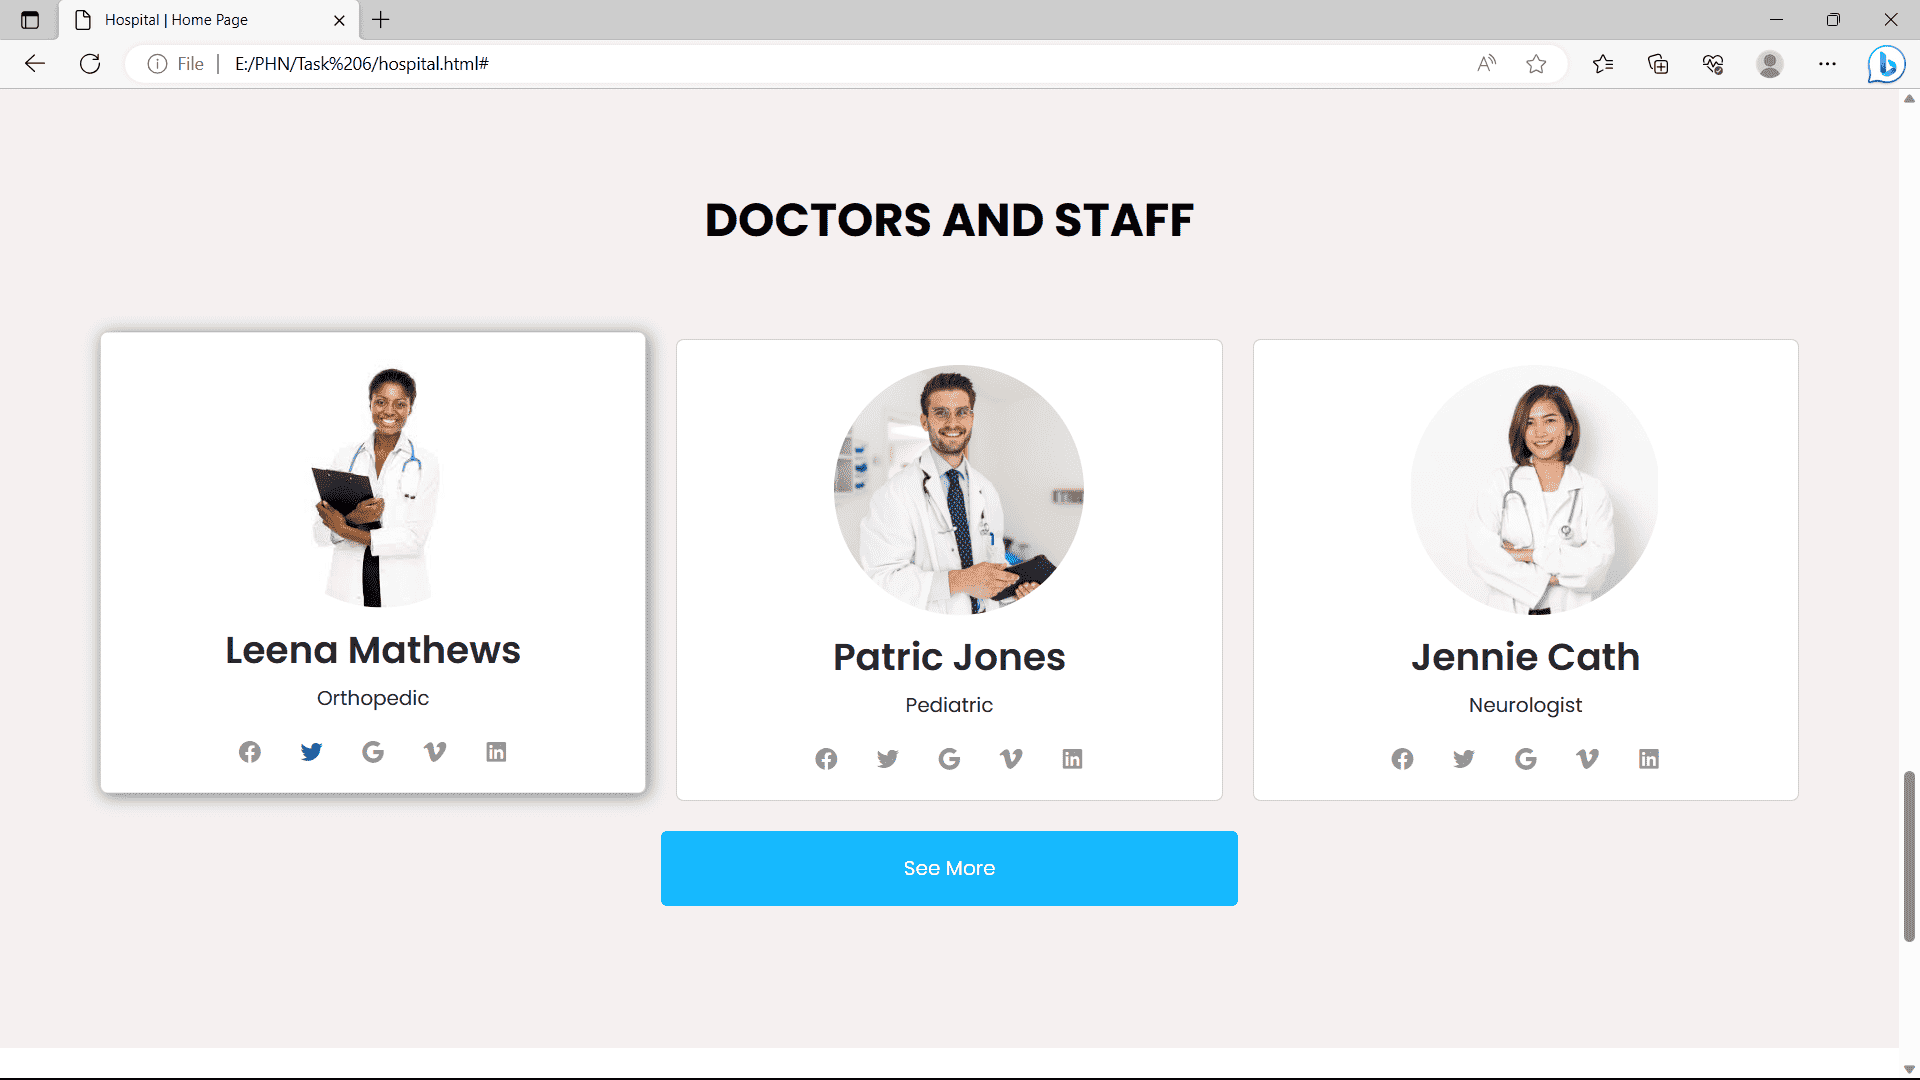 Hospital | Home Page
File | E:/PHN/Task%206/hospital.html#
DOCTORS AND STAFF
Leena Mathews
Orthopedic
Patric Jones
Pediatric
Jennie Cath
Neurologist
See More